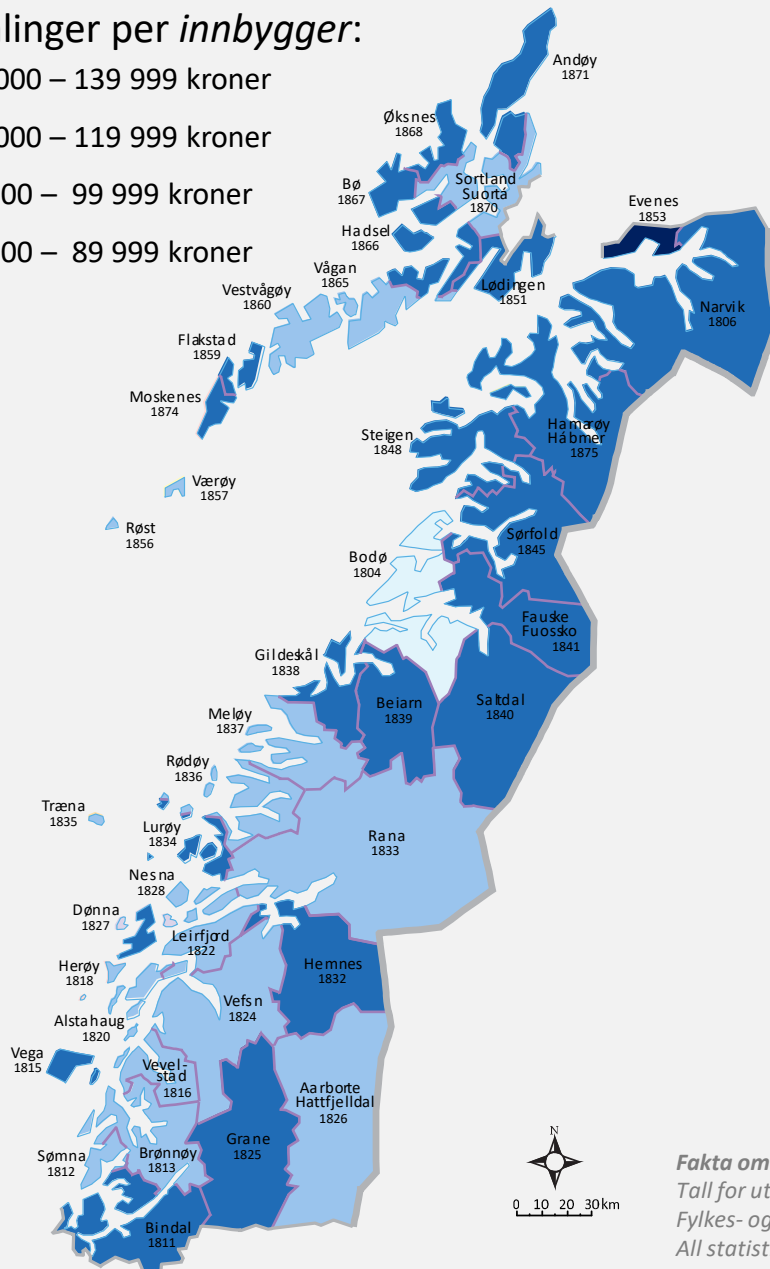 linger per innbygger:
000 – 139 999 kroner
000 – 119 999 kroner
00 – 99 999 kroner
00 – 89 999 kroner
Andøy
1871
Øksnes
1868
Bø
1867
Sortland
Suortá
1870
Hadsel
1866
Evenes
1853
Vågan
1865
Lødingen
1851
Vestvågøy
1860
Narvik
1806
Flakstad
1859
Moskenes
1874
Hamarøy
Hábmer
1875
Steigen
1848
Værøy
1857
Røst
1856
Sørfold
1845
Bodø
1804
Fauske
Fuossko
1841
Gildeskål
1838
Beiarn
1839
Saltdal
1840
Meløy
1837
Rødøy
1836
Træna
1835
Lurøy
1834
Rana
1833
Nesna
1828
Dønna
1827
Leirfjord
1822
Herøy
1818
Hemnes
1832
Vefsn
1824
Alstahaug
1820
Vega
1815
Vevel-
stad
1816
Aarborte
Hattfjelldal
1826
Grane
1825
Sømna
1812
Brønnøy
1813
Bindal
1811
N
0 10 20 30km
Fakta om
Tall for ut
Fylkes- og
All statist